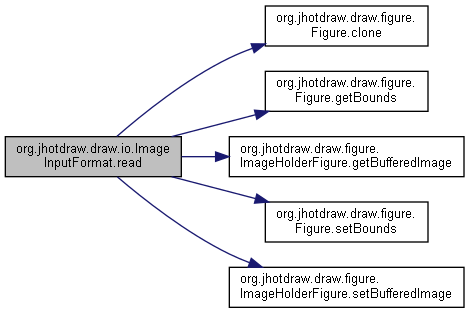 org.jhotdraw.draw.figure.
Figure.clone
org.jhotdraw.draw.figure.
Figure.getBounds
org.jhotdraw.draw.io.Image
InputFormat.read
org.jhotdraw.draw.figure.
ImageHolderFigure.getBufferedImage
org.jhotdraw.draw.figure.
Figure.setBounds
org.jhotdraw.draw.figure.
ImageHolderFigure.setBufferedImage